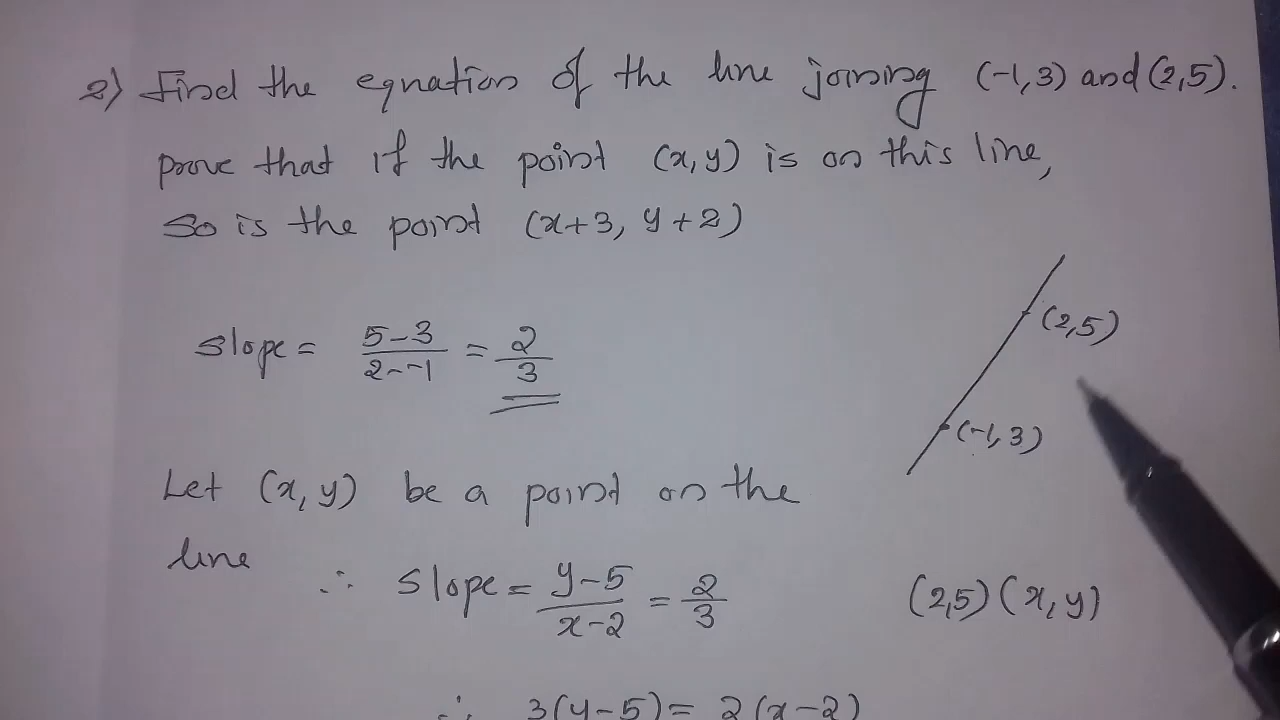 2) Find the equation of the line joining (-1,3) and (2,5).
prove that if the point (x,y) is on this line,
So is the point (x+3, y+2)
slope = 5-3/2--1 = 2/3
(2,5)
(-1,3)
Let (x,y) be a point on the
line
∴ slope = y-5/x-2 = 2/3
(2,5) (x,y)
∴ 3(y-5) = 2(x-2)